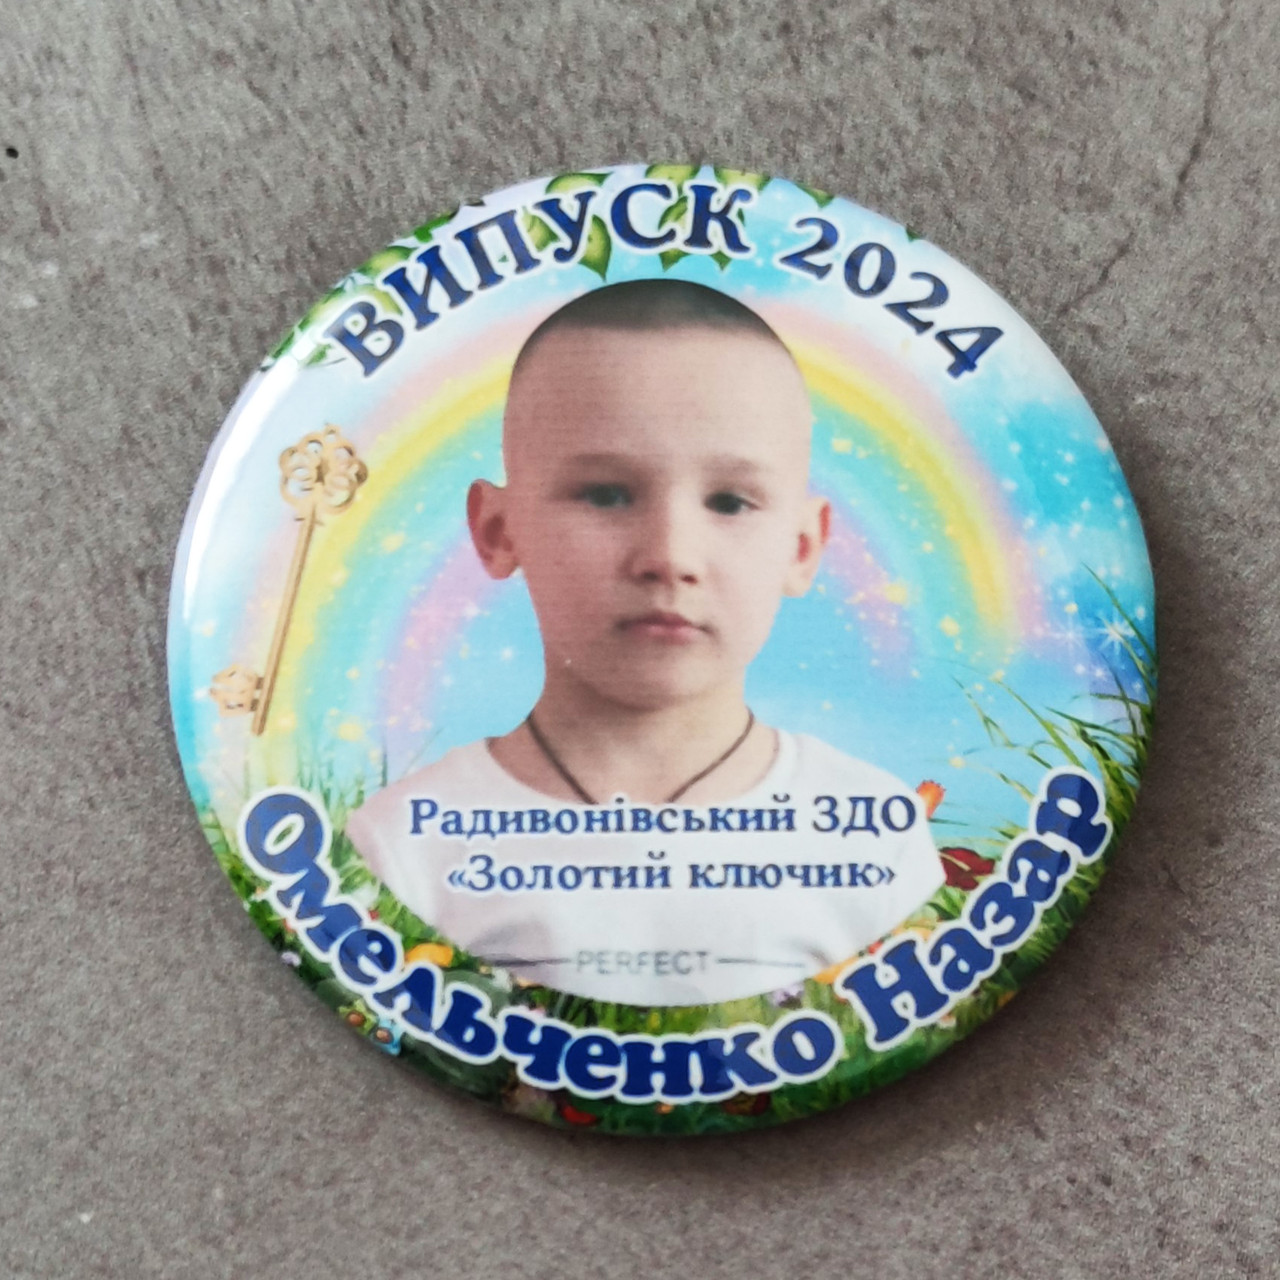 ВИПУСК 2024
Радивонівський ЗДО
«Золотий ключик»
PERFECT
Омельченко Назар